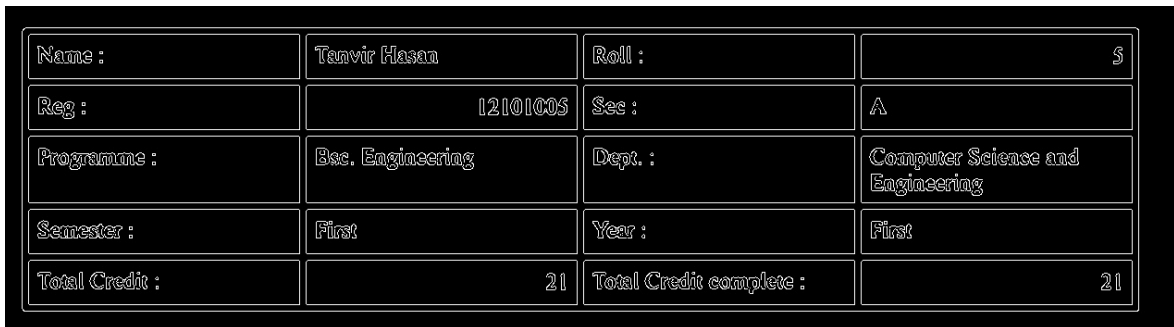 Name : Tanvir Hasan Roll : 5
Reg : 12101005 Sec : A
Programme : Bsc. Engineering Dept. : Computer Science and
Engineering
Semester : First Year : First
Total Credit : 21 Total Credit complete : 21